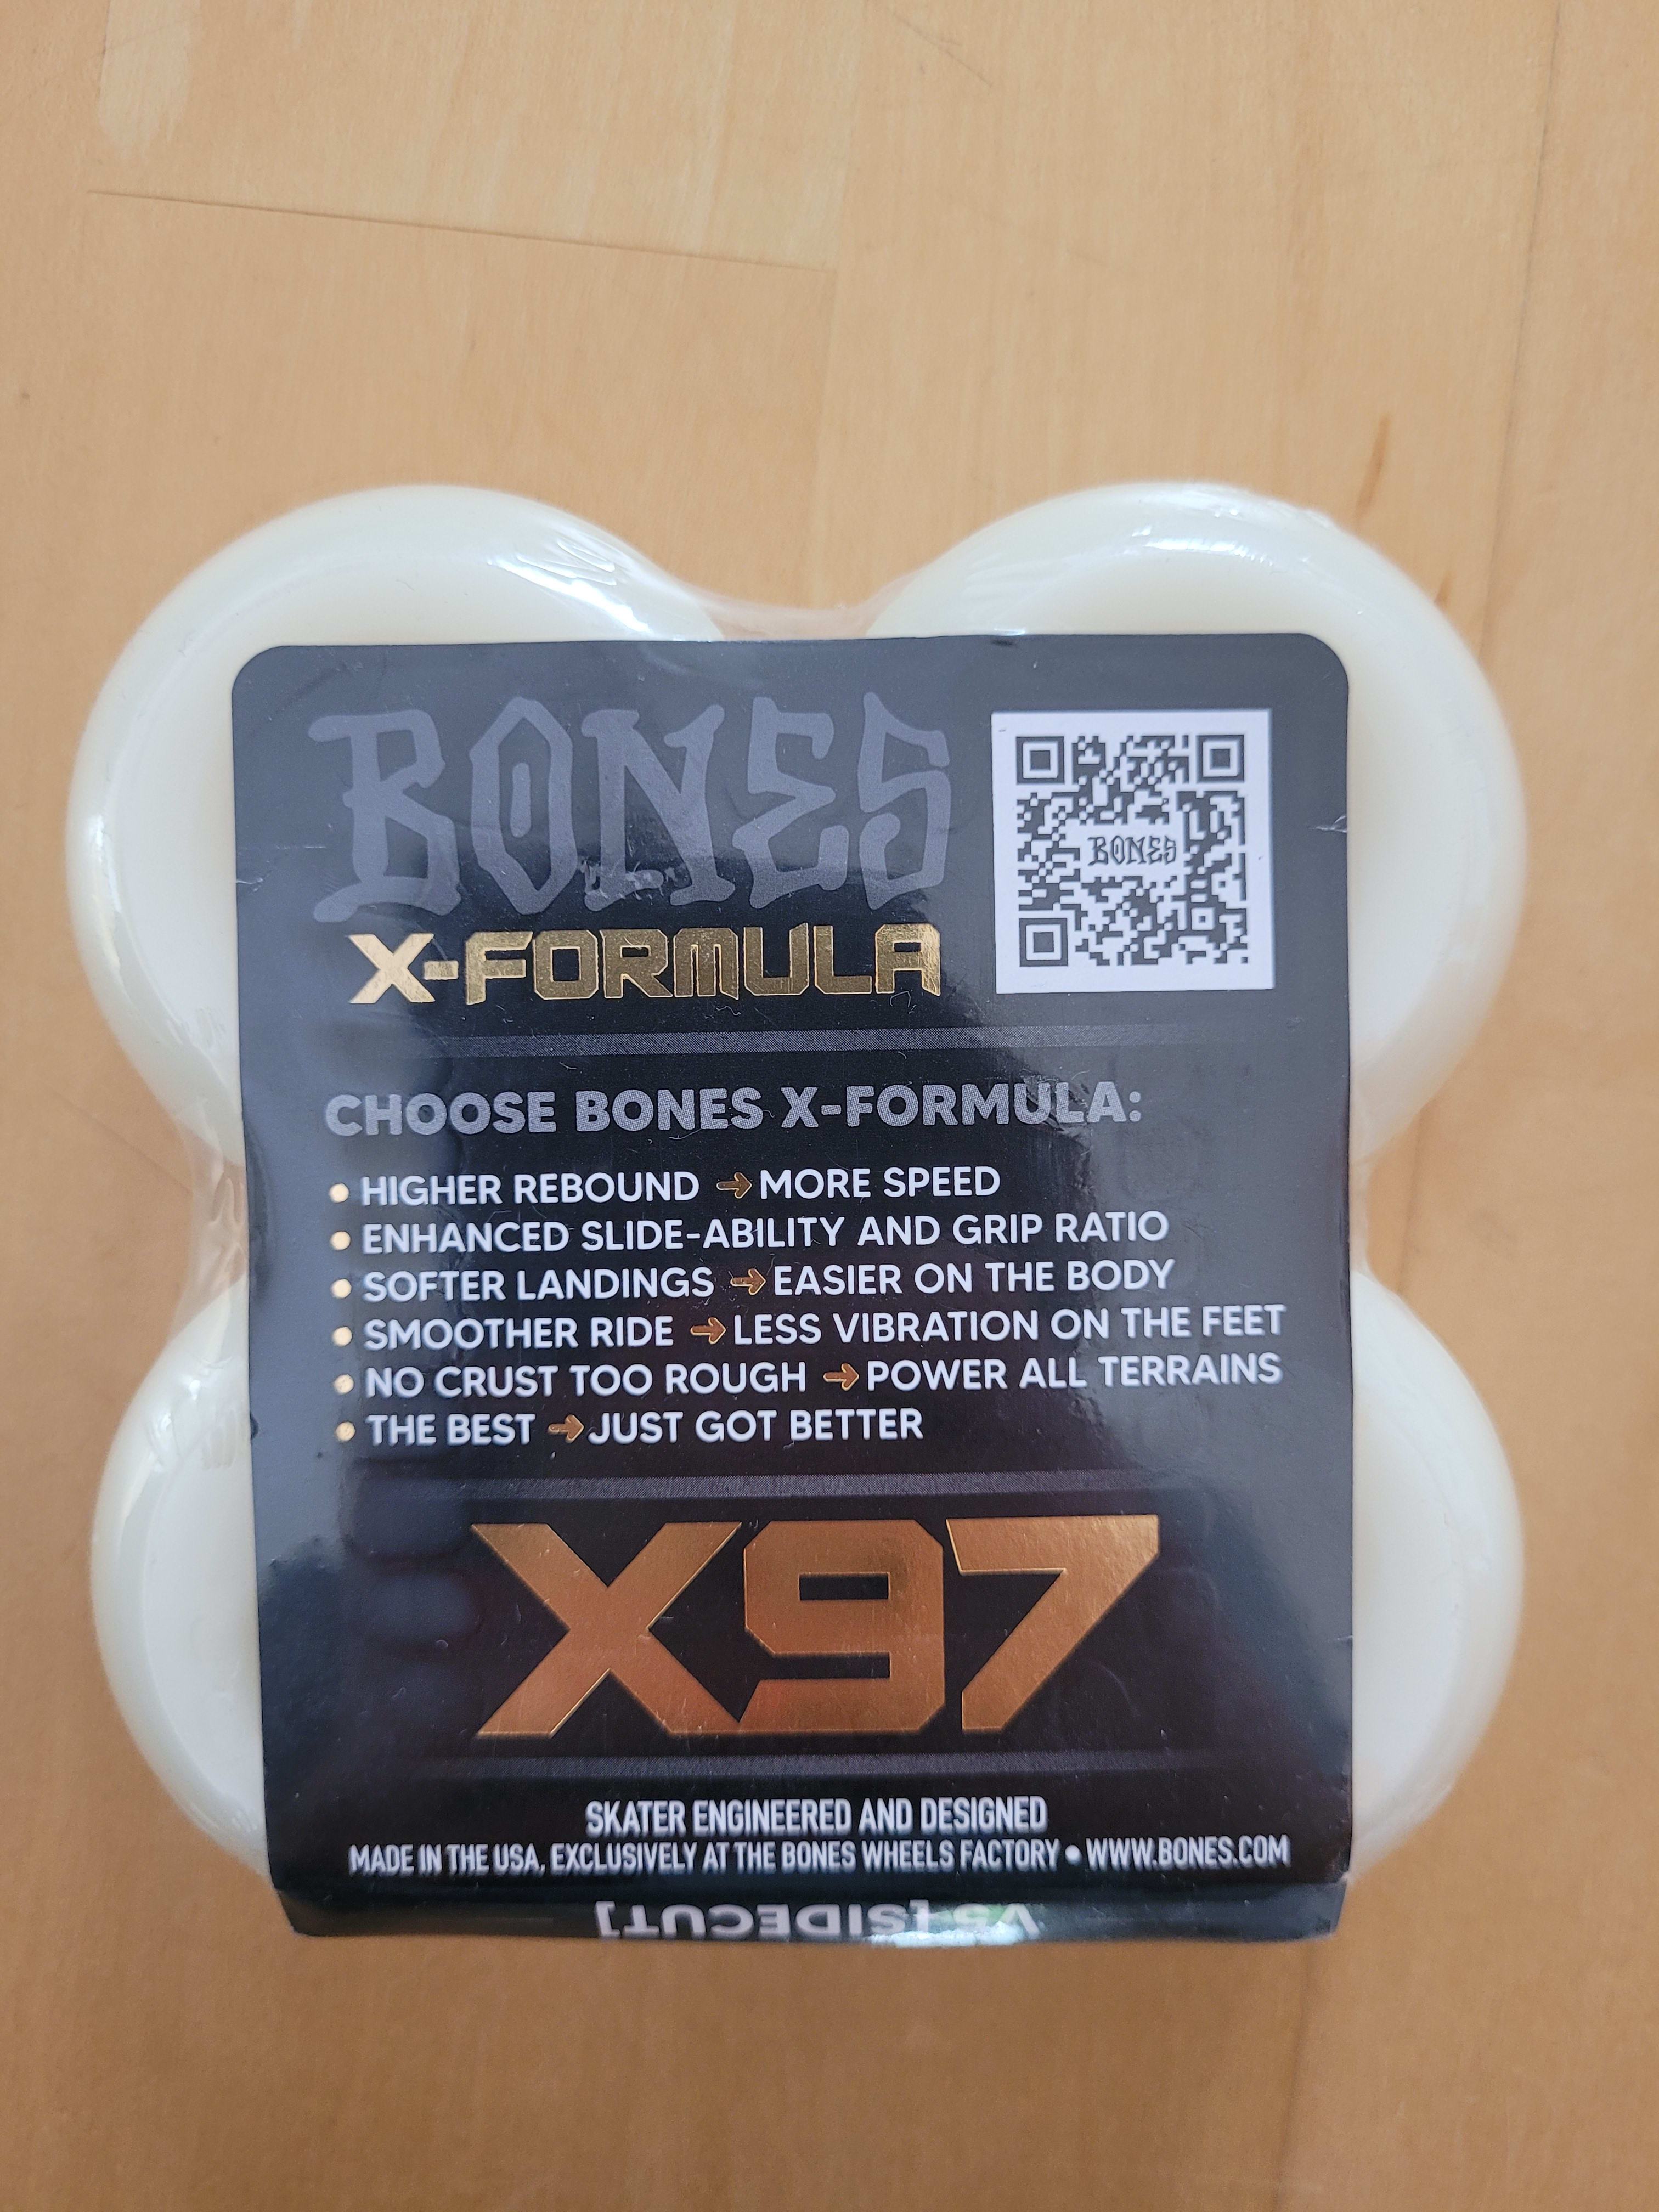 BONES
BONES
X-FORMULA
CHOOSE BONES X-FORMULA:
• HIGHER REBOUND → MORE SPEED
• ENHANCED SLIDE-ABILITY AND GRIP RATIO
• SOFTER LANDINGS → EASIER ON THE BODY
• SMOOTHER RIDE → LESS VIBRATION ON THE FEET
• NO CRUST TOO ROUGH → POWER ALL TERRAINS
• THE BEST → JUST GOT BETTER
X97
SKATER ENGINEERED AND DESIGNED
MADE IN THE USA, EXCLUSIVELY AT THE BONES WHEELS FACTORY • WWW.BONES.COM
V5 [SIDECUT]